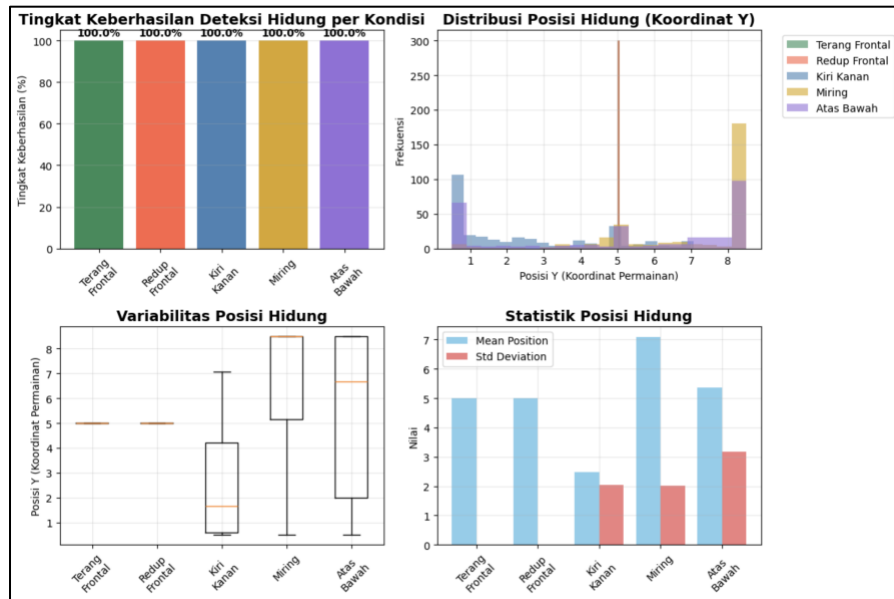 Tingkat Keberhasilan Deteksi Hidung per Kondisi
100.0% 100.0% 100.0% 100.0% 100.0%
Tingkat Keberhasilan (%)
100
80
60
40
20
0
Terang Frontal
Redup Frontal
Kiri Kanan
Miring
Atas Bawah
Distribusi Posisi Hidung (Koordinat Y)
Frekuensi
300
250
200
150
100
50
0
1 2 3 4 5 6 7 8
Posisi Y (Koordinat Permainan)
Terang Frontal
Redup Frontal
Kiri Kanan
Miring
Atas Bawah
Variabilitas Posisi Hidung
Posisi Y (Koordinat Permainan)
8
7
6
5
4
3
2
1
Terang Frontal
Redup Frontal
Kiri Kanan
Miring
Atas Bawah
Statistik Posisi Hidung
Mean Position
Std Deviation
Nilai
7
6
5
4
3
2
1
0
Terang Frontal
Redup Frontal
Kiri Kanan
Miring
Atas Bawah